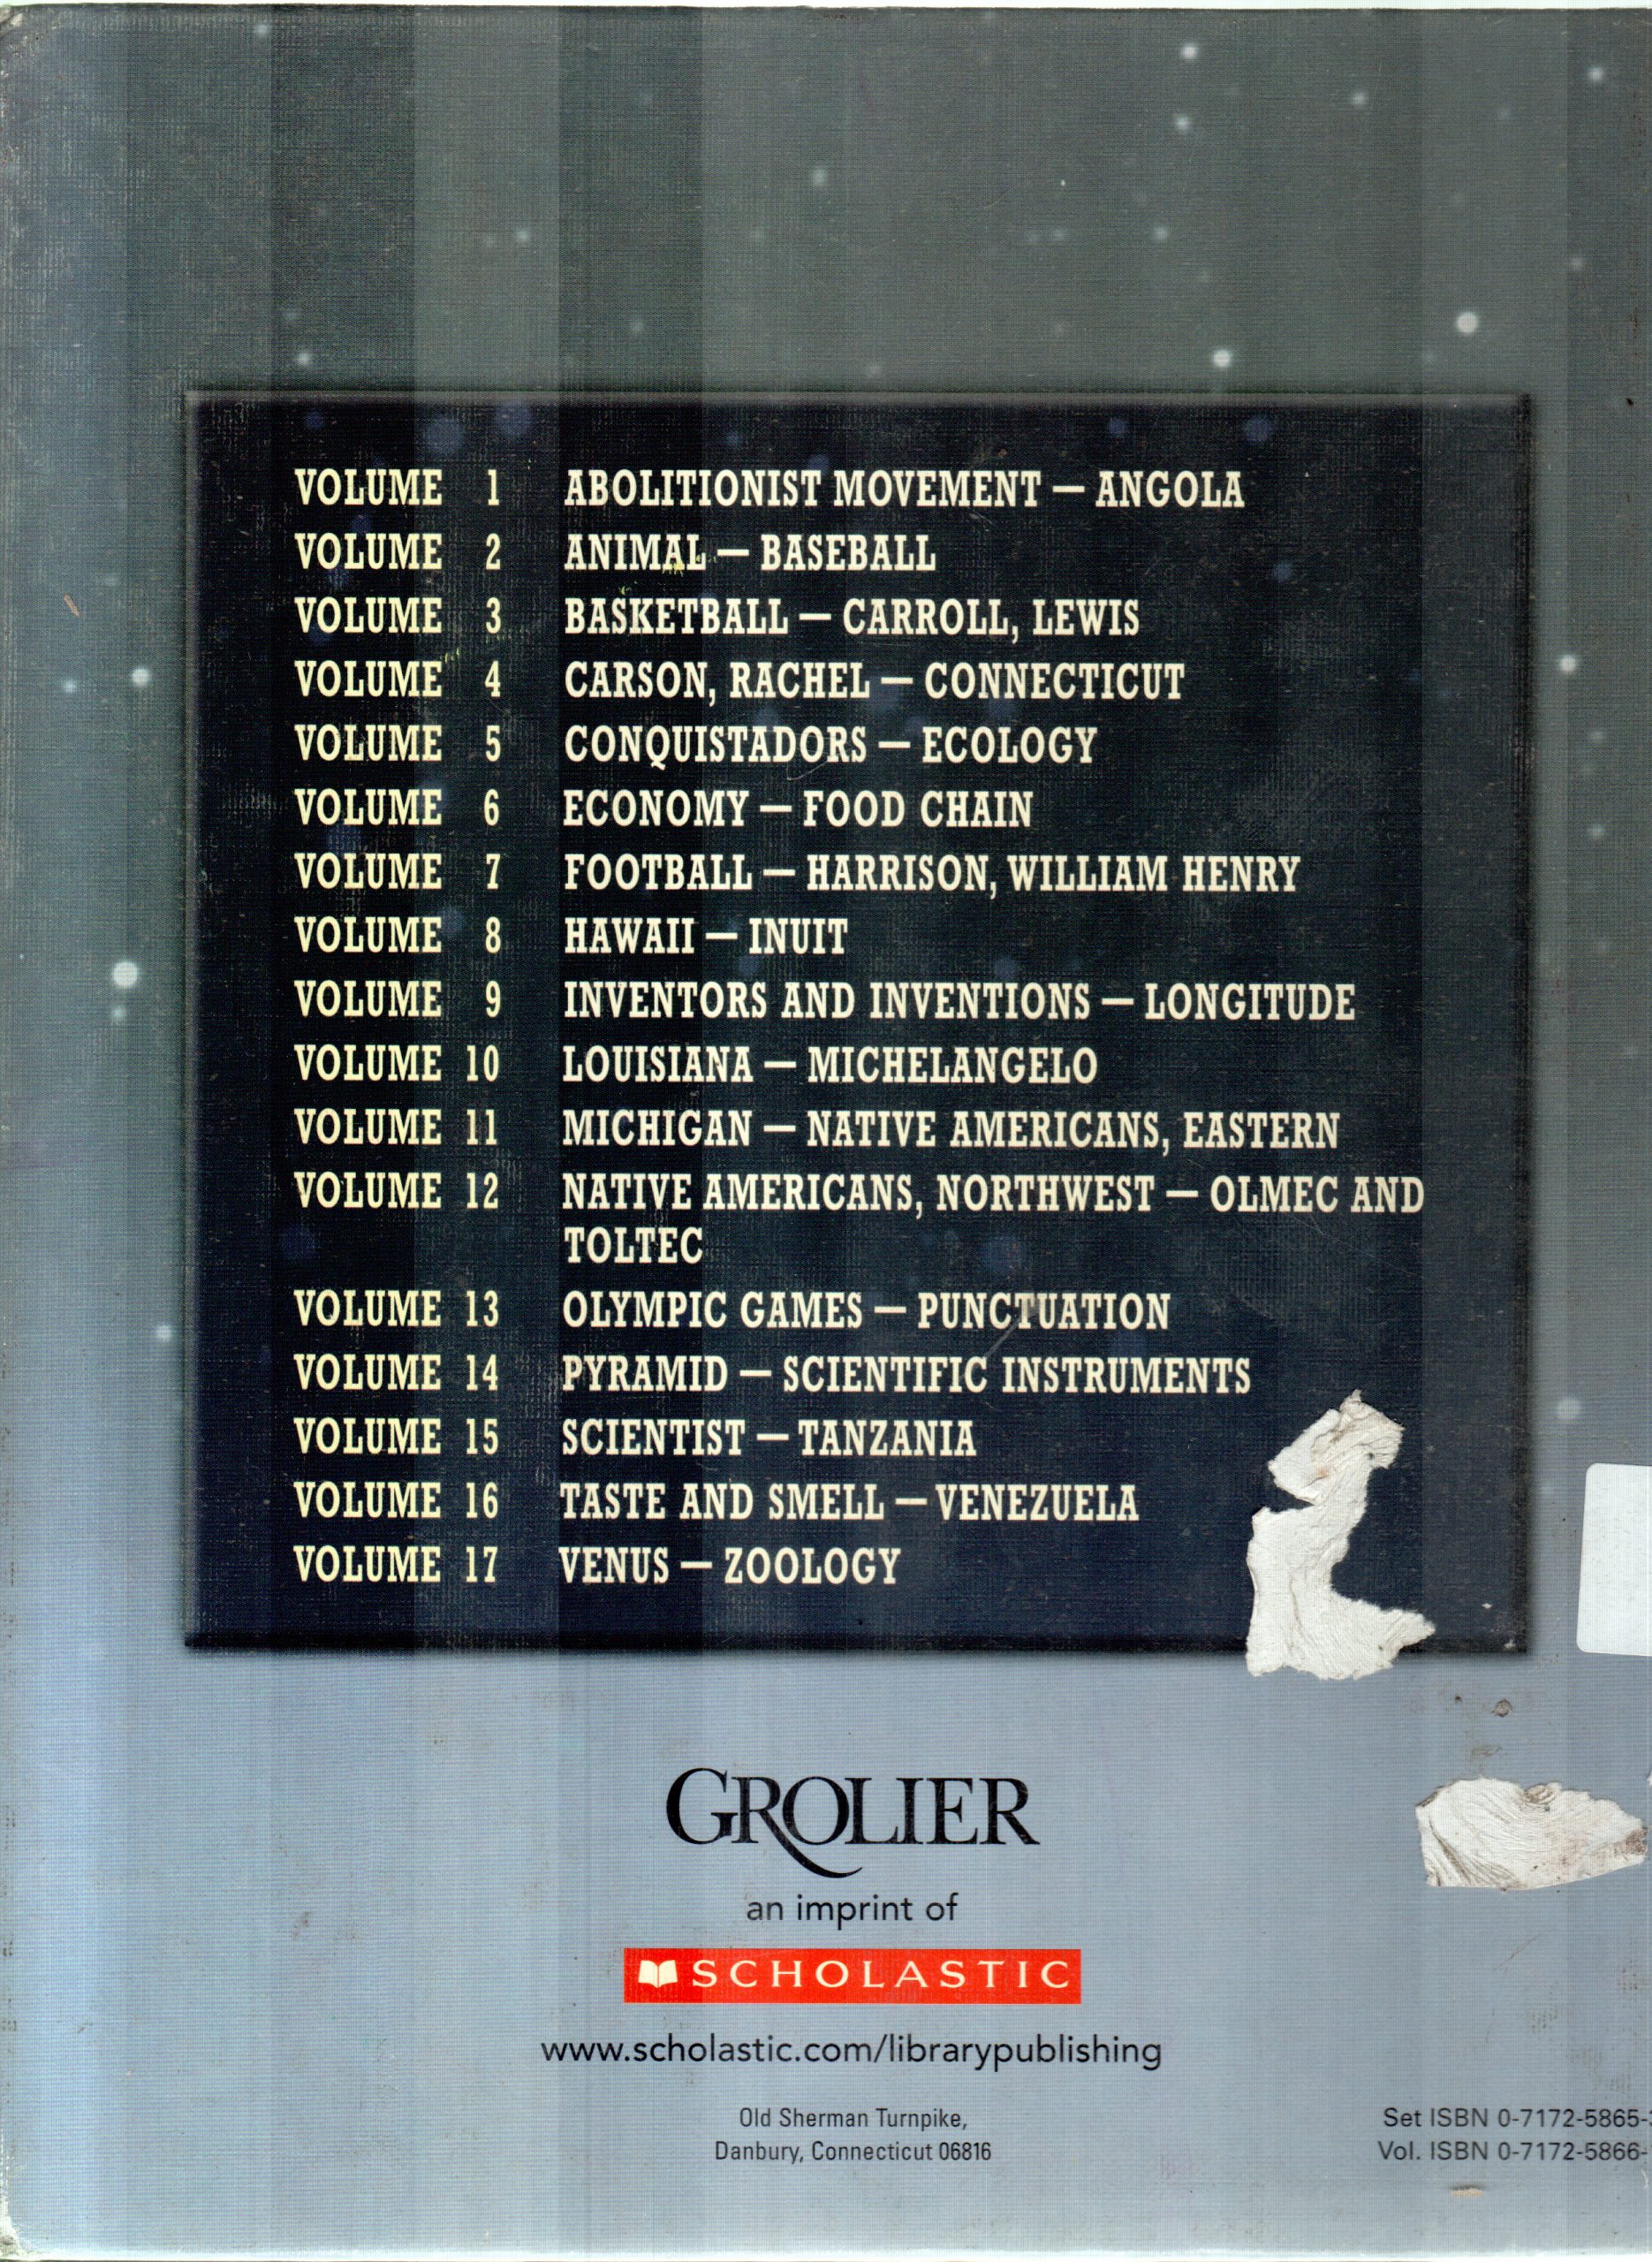 VOLUME 1 ABOLITIONIST MOVEMENT — ANGOLA
VOLUME 2 ANIMAL — BASEBALL
VOLUME 3 BASKETBALL — CARROLL, LEWIS
VOLUME 4 CARSON, RACHEL — CONNECTICUT
VOLUME 5 CONQUISTADORS — ECOLOGY
VOLUME 6 ECONOMY — FOOD CHAIN
VOLUME 7 FOOTBALL — HARRISON, WILLIAM HENRY
VOLUME 8 HAWAII — INUIT
VOLUME 9 INVENTORS AND INVENTIONS — LONGITUDE
VOLUME 10 LOUISIANA — MICHELANGELO
VOLUME 11 MICHIGAN — NATIVE AMERICANS, EASTERN
VOLUME 12 NATIVE AMERICANS, NORTHWEST — OLMEC AND
TOLTEC
VOLUME 13 OLYMPIC GAMES — PUNCTUATION
VOLUME 14 PYRAMID — SCIENTIFIC INSTRUMENTS
VOLUME 15 SCIENTIST — TANZANIA
VOLUME 16 TASTE AND SMELL — VENEZUELA
VOLUME 17 VENUS — ZOOLOGY
GROLIER
an imprint of
SCHOLASTIC
www.scholastic.com/librarypublishing
Old Sherman Turnpike,
Danbury, Connecticut 06816
Set ISBN 0-7172-5865-
Vol. ISBN 0-7172-5866-